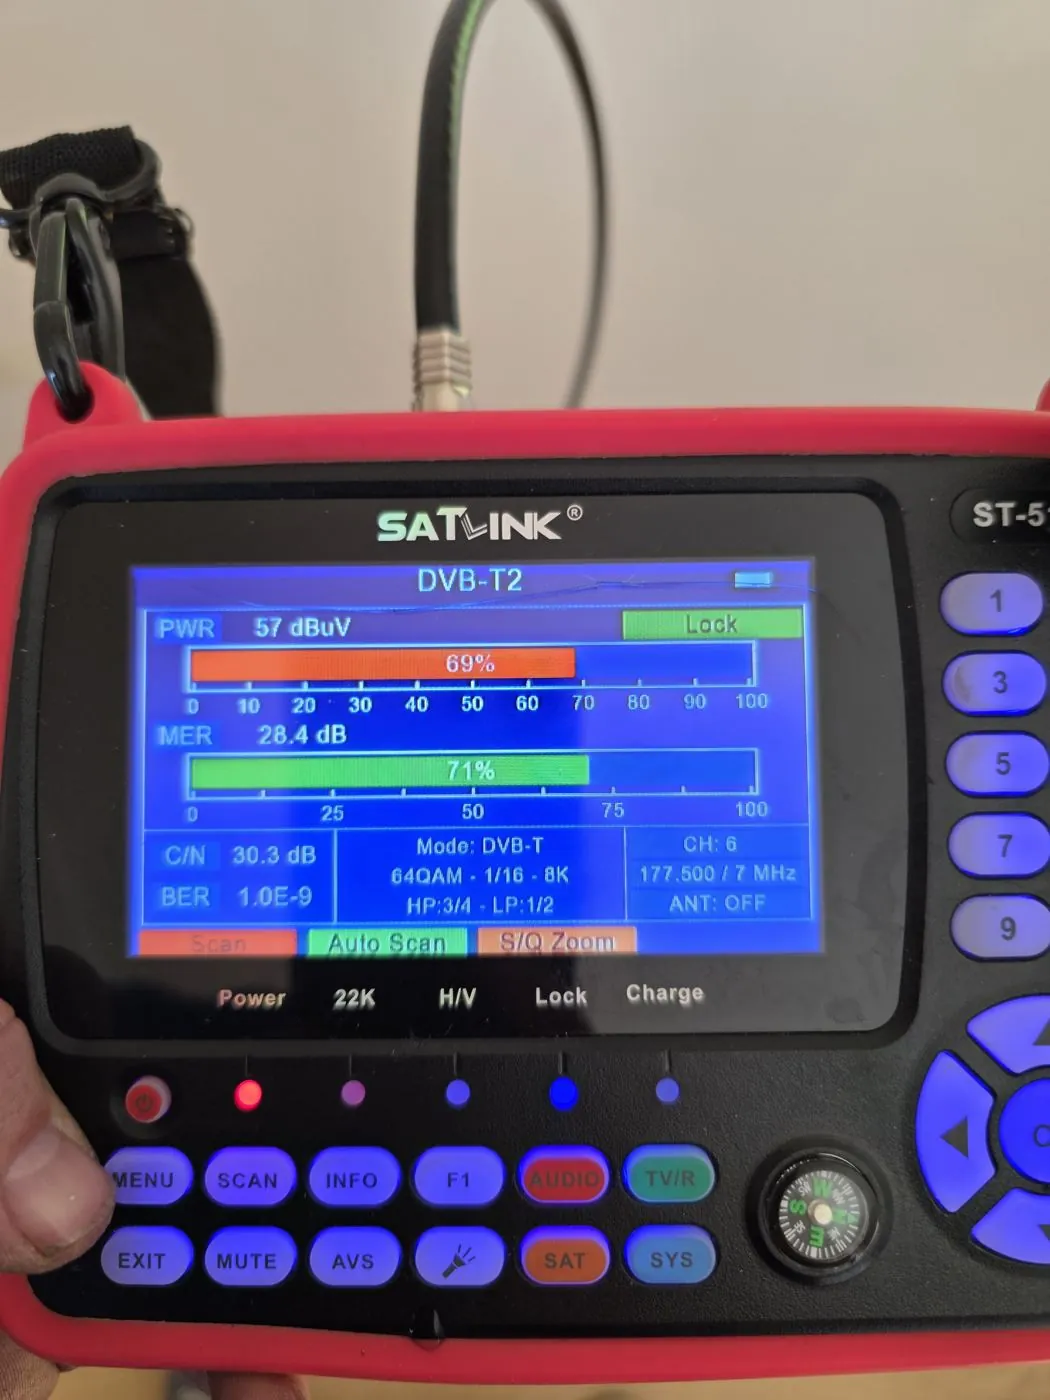 SATLINK®
ST-5
DVB-T2
PWR 57 dBuV Lock
69%
0 10 20 30 40 50 60 70 80 90 100
MER 28.4 dB
71%
0 25 50 75 100
C/N 30.3 dB
BER 1.0E-9
Mode: DVB-T
64QAM - 1/16 - 8K
HP:3/4 - LP:1/2
CH: 6
177.500 / 7 MHz
ANT: OFF
Scan Auto Scan S/Q Zoom
Power 22K H/V Lock Charge
MENU SCAN INFO F1 AUDIO TV/R
EXIT MUTE AVS SAT SYS
1
3
5
7
9
W N E S